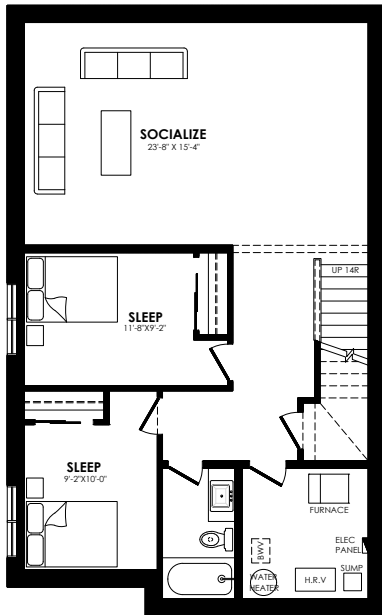 SOCIALIZE
23'-8" X 15'-4"
UP 14R
SLEEP
11'-8"X9'-2"
SLEEP
9'-2"X10'-0"
FURNACE
ELEC
PANEL
BWV
WATER
HEATER
H.R.V
SUMP